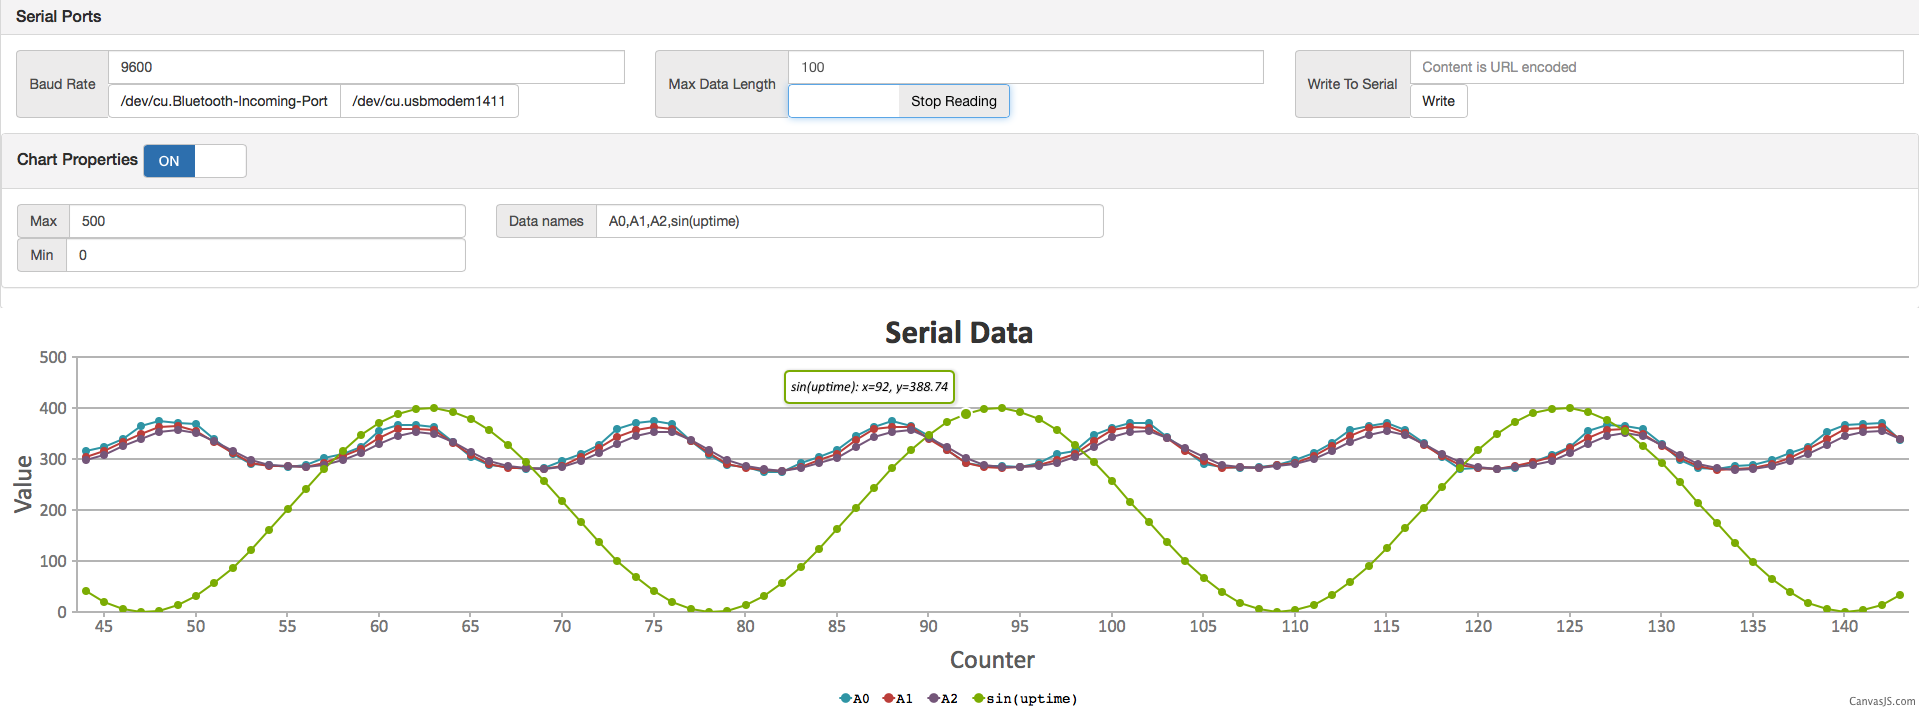 Serial Ports
Baud Rate
9600
/dev/cu.Bluetooth-Incoming-Port
/dev/cu.usbmodem1411
Max Data Length
100
Stop Reading
Write To Serial
Content is URL encoded
Write
Chart Properties
ON
Max
500
Min
0
Data names
A0,A1,A2,sin(uptime)
Serial Data
sin(uptime): x=92, y=388.74
Value
500
400
300
200
100
0
45 50 55 60 65 70 75 80 85 90 95 100 105 110 115 120 125 130 135 140
Counter
A0 A1 A2 sin(uptime)
CanvasJS.com